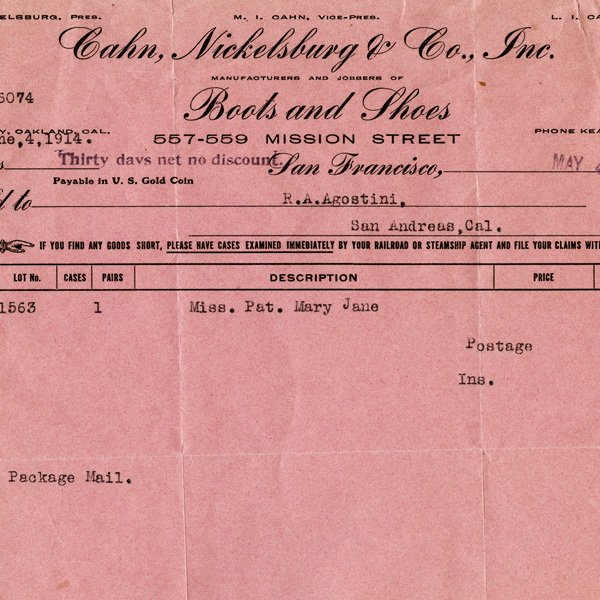 ELSBURG, PRES. M. I. CAHN, VICE-PRES. L. I. CA
Cahn, Nickelsburg & Co., Inc.
MANUFACTURERS AND JOBBERS OF
6074
Boots and Shoes
Y, OAKLAND, CAL.
557-559 MISSION STREET
PHONE KEA
ne,4,1914.
s Thirty days net no discount. San Francisco, MAY
Payable in U. S. Gold Coin
d to R.A.Agostini,
San Andreas,Cal.
IF YOU FIND ANY GOODS SHORT, PLEASE HAVE CASES EXAMINED IMMEDIATELY BY YOUR RAILROAD OR STEAMSHIP AGENT AND FILE YOUR CLAIMS WIT
LOT No. CASES PAIRS DESCRIPTION PRICE
1563 1 Miss. Pat. Mary Jane
Postage
Ins.
Package Mail.